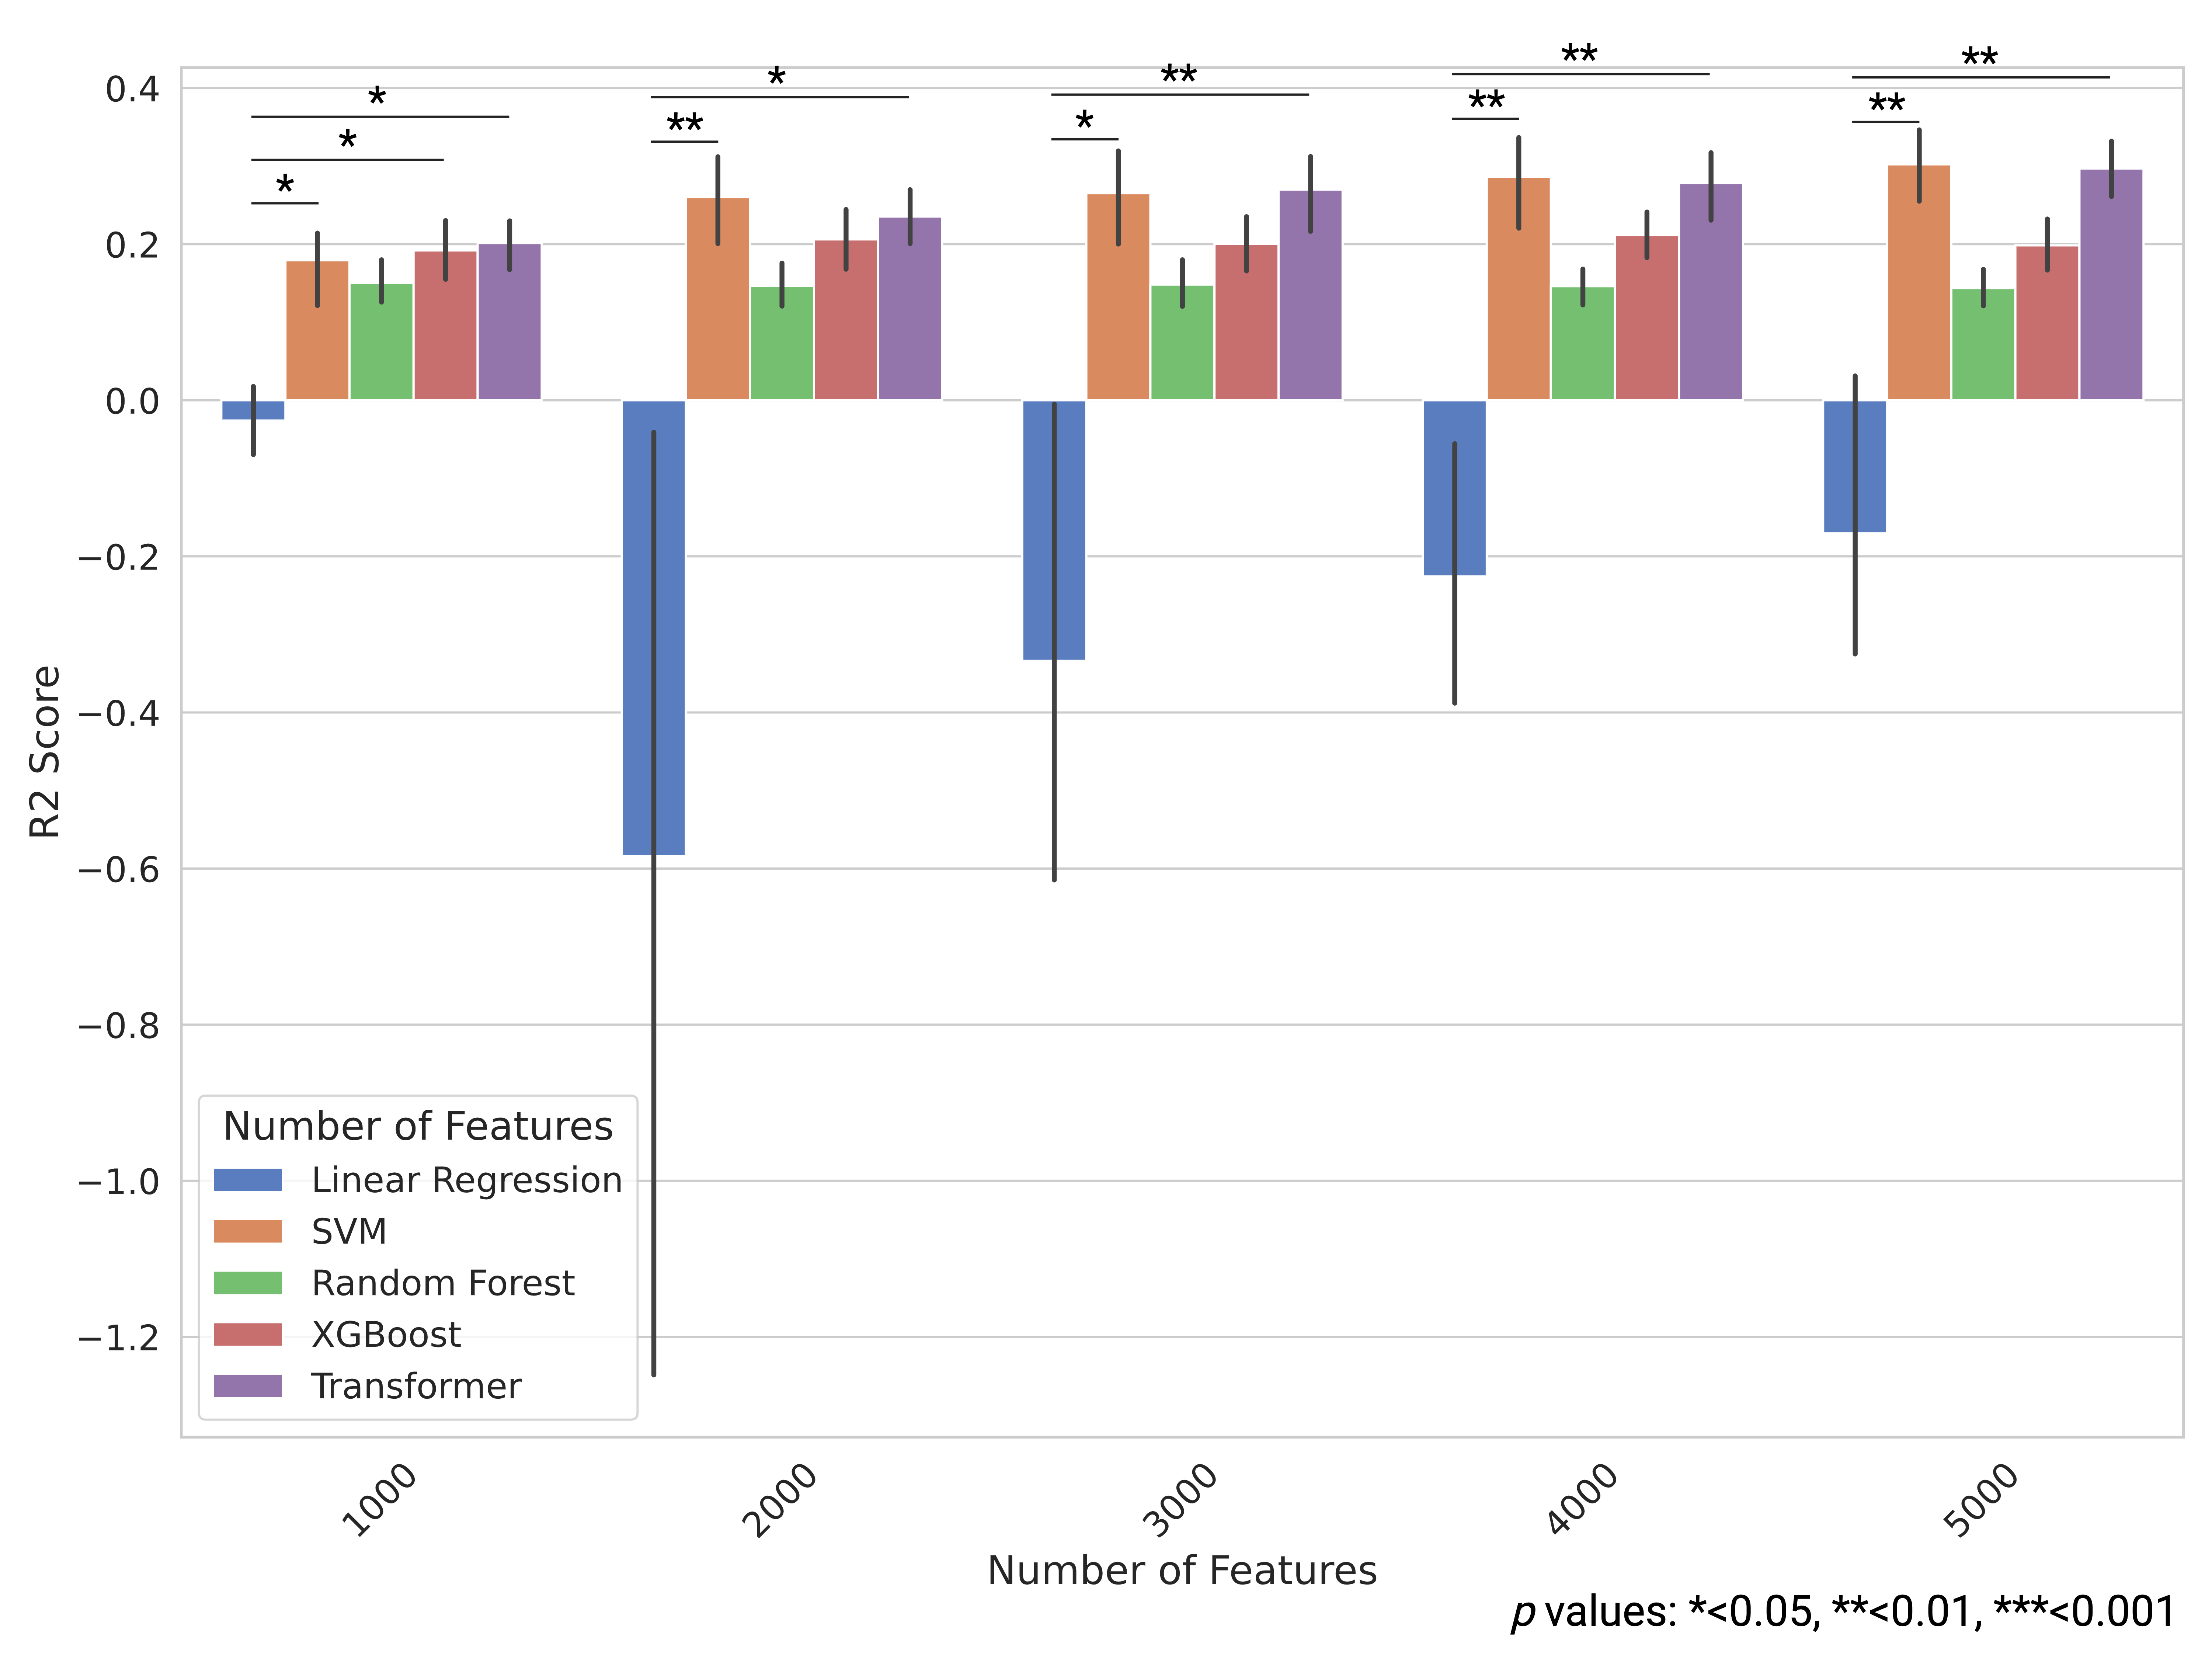 **
**
*
**
0.4
*
**
**
**
*
*
*
0.2
0.0
−0.2
−0.4
−0.6
−0.8
−1.0
−1.2
R2 Score
Number of Features
Linear Regression
SVM
Random Forest
XGBoost
Transformer
1000
2000
3000
4000
5000
Number of Features
p values: *<0.05, **<0.01, ***<0.001